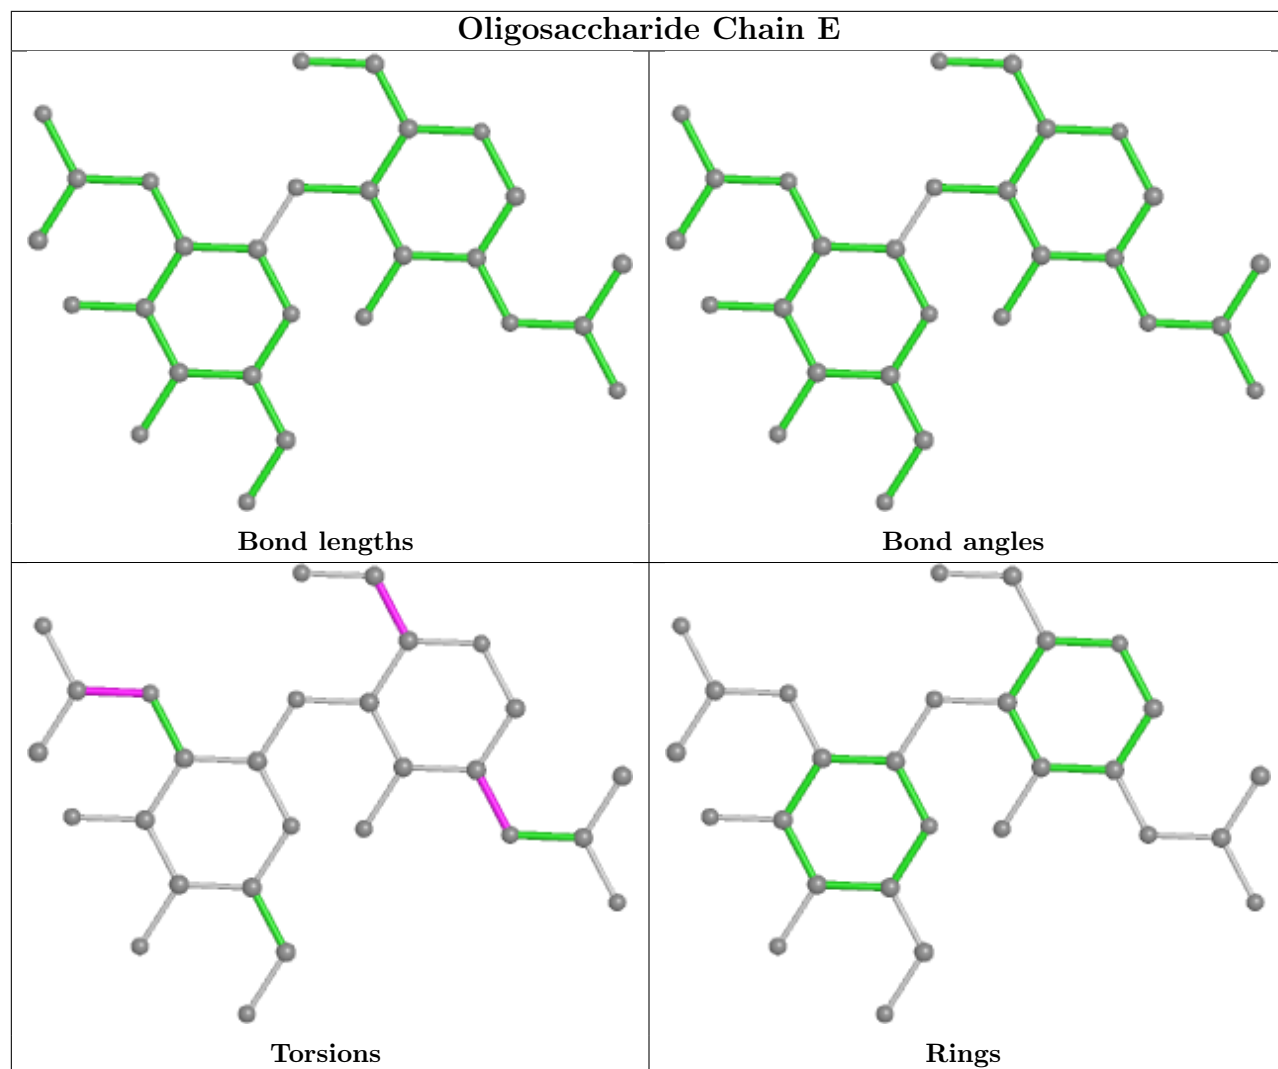 Oligosaccharide Chain E
Bond lengths
Bond angles
Torsions
Rings